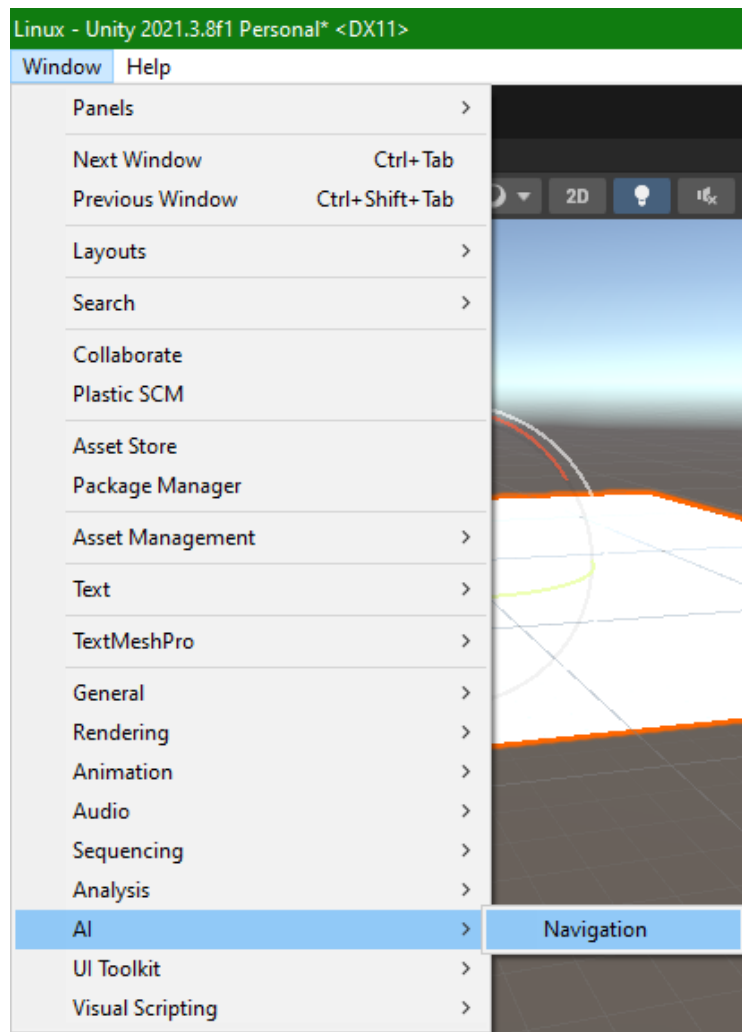 Linux - Unity 2021.3.8f1 Personal* <DX11>
Window Help
Panels
Next Window Ctrl+Tab
Previous Window Ctrl+Shift+Tab
2D
Layouts
Search
Collaborate
Plastic SCM
Asset Store
Package Manager
Asset Management
Text
TextMeshPro
General
Rendering
Animation
Audio
Sequencing
Analysis
AI Navigation
UI Toolkit
Visual Scripting